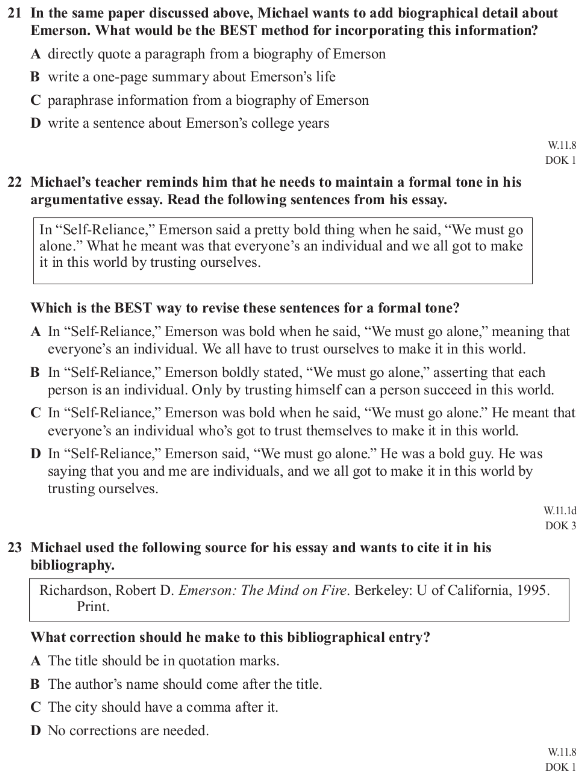 21 In the same paper discussed above, Michael wants to add biographical detail about
Emerson. What would be the BEST method for incorporating this information?
A directly quote a paragraph from a biography of Emerson
B write a one-page summary about Emerson's life
C paraphrase information from a biography of Emerson
D write a sentence about Emerson's college years
W.11.8
DOK 1
22 Michael's teacher reminds him that he needs to maintain a formal tone in his
argumentative essay. Read the following sentences from his essay.
In “Self-Reliance,” Emerson said a pretty bold thing when he said, “We must go
alone.” What he meant was that everyone's an individual and we all got to make
it in this world by trusting ourselves.
Which is the BEST way to revise these sentences for a formal tone?
A In “Self-Reliance,” Emerson was bold when he said, “We must go alone,” meaning that
everyone's an individual. We all have to trust ourselves to make it in this world.
B In “Self-Reliance,” Emerson boldly stated, “We must go alone,” asserting that each
person is an individual. Only by trusting himself can a person succeed in this world.
C In “Self-Reliance,” Emerson was bold when he said, “We must go alone.” He meant that
everyone's an individual who's got to trust themselves to make it in this world.
D In “Self-Reliance,” Emerson said, “We must go alone.” He was a bold guy. He was
saying that you and me are individuals, and we all got to make it in this world by
trusting ourselves.
W.11.1d
DOK 3
23 Michael used the following source for his essay and wants to cite it in his
bibliography.
Richardson, Robert D. Emerson: The Mind on Fire. Berkeley: U of California, 1995.
Print.
What correction should he make to this bibliographical entry?
A The title should be in quotation marks.
B The author's name should come after the title.
C The city should have a comma after it.
D No corrections are needed.
W.11.8
DOK 1